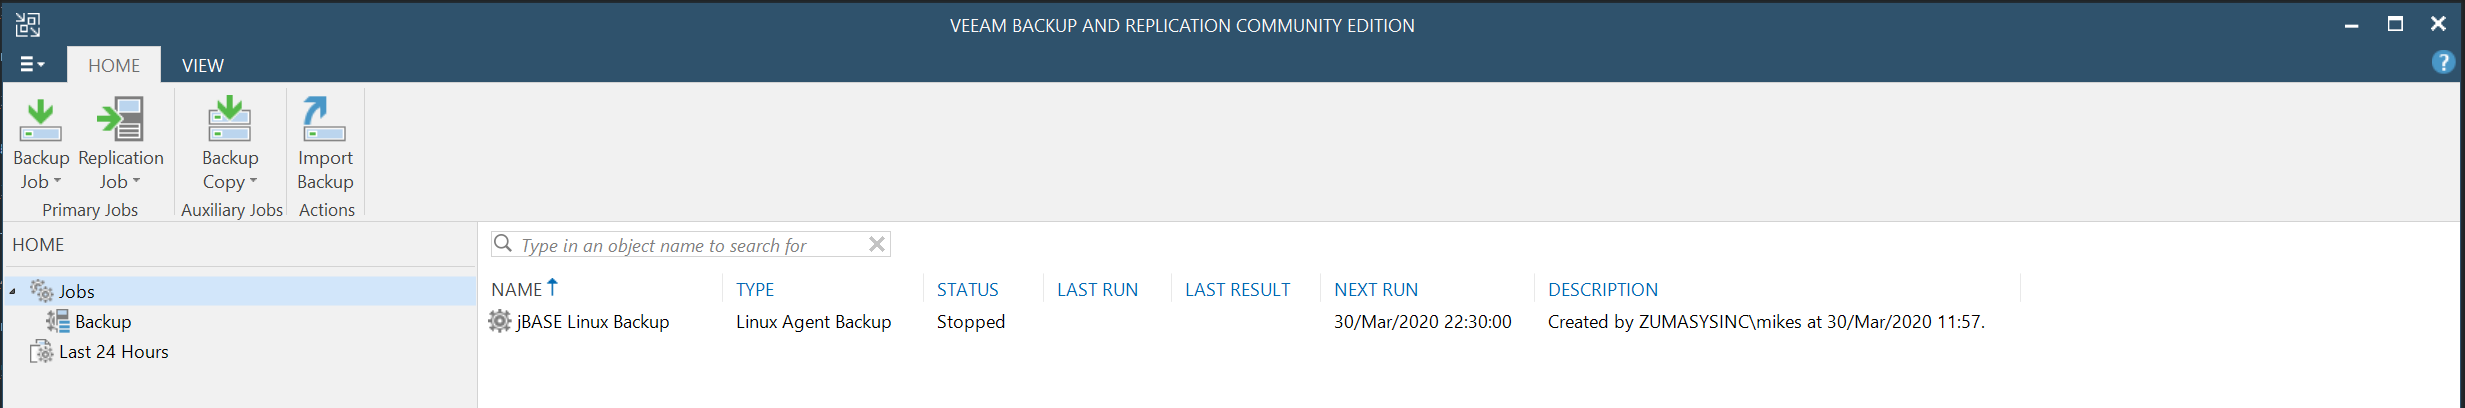 VEEAM BACKUP AND REPLICATION COMMUNITY EDITION
HOME VIEW
Backup Job
Replication Job
Backup Copy
Import Backup
Primary Jobs Auxiliary Jobs Actions
HOME
Type in an object name to search for
Jobs
Backup
Last 24 Hours
NAME TYPE STATUS LAST RUN LAST RESULT NEXT RUN DESCRIPTION
jBASE Linux Backup Linux Agent Backup Stopped 30/Mar/2020 22:30:00 Created by ZUMASYSINC\mikes at 30/Mar/2020 11:57.